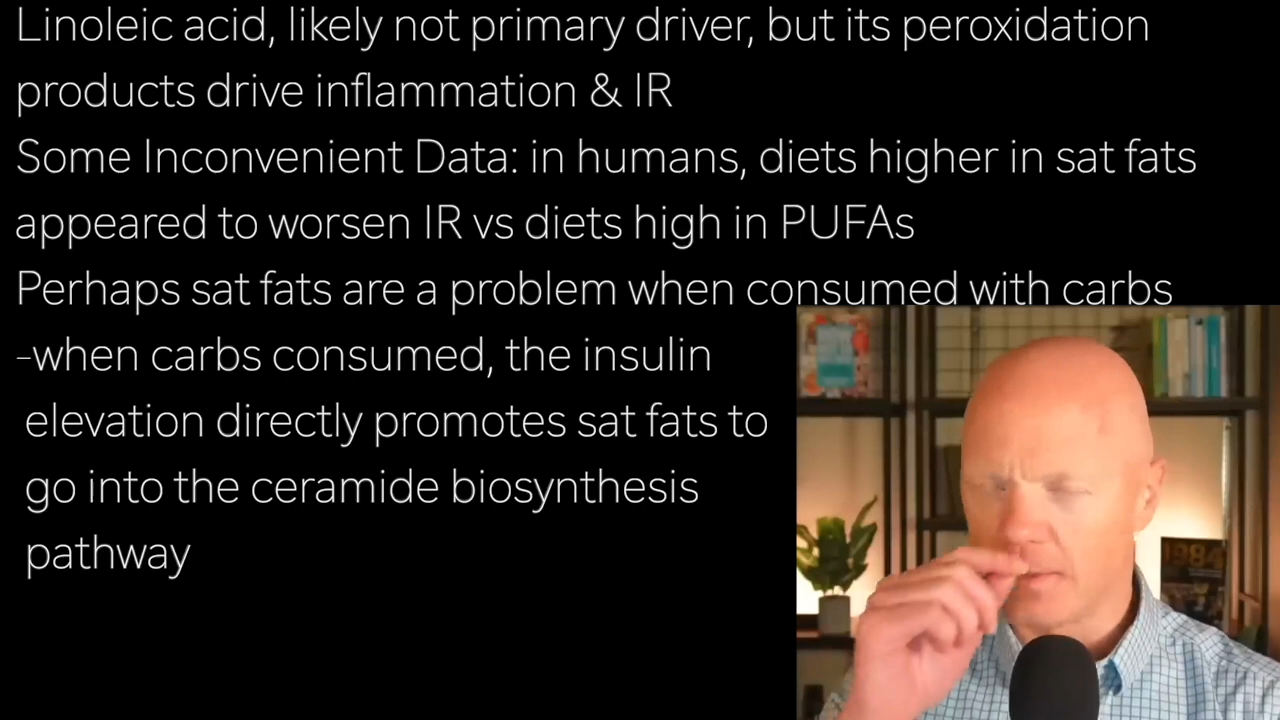 Linoleic acid, likely not primary driver, but its peroxidation
products drive inflammation & IR
Some Inconvenient Data: in humans, diets higher in sat fats
appeared to worsen IR vs diets high in PUFAs
Perhaps sat fats are a problem when consumed with carbs
-when carbs consumed, the insulin
elevation directly promotes sat fats to
go into the ceramide biosynthesis
pathway
1984